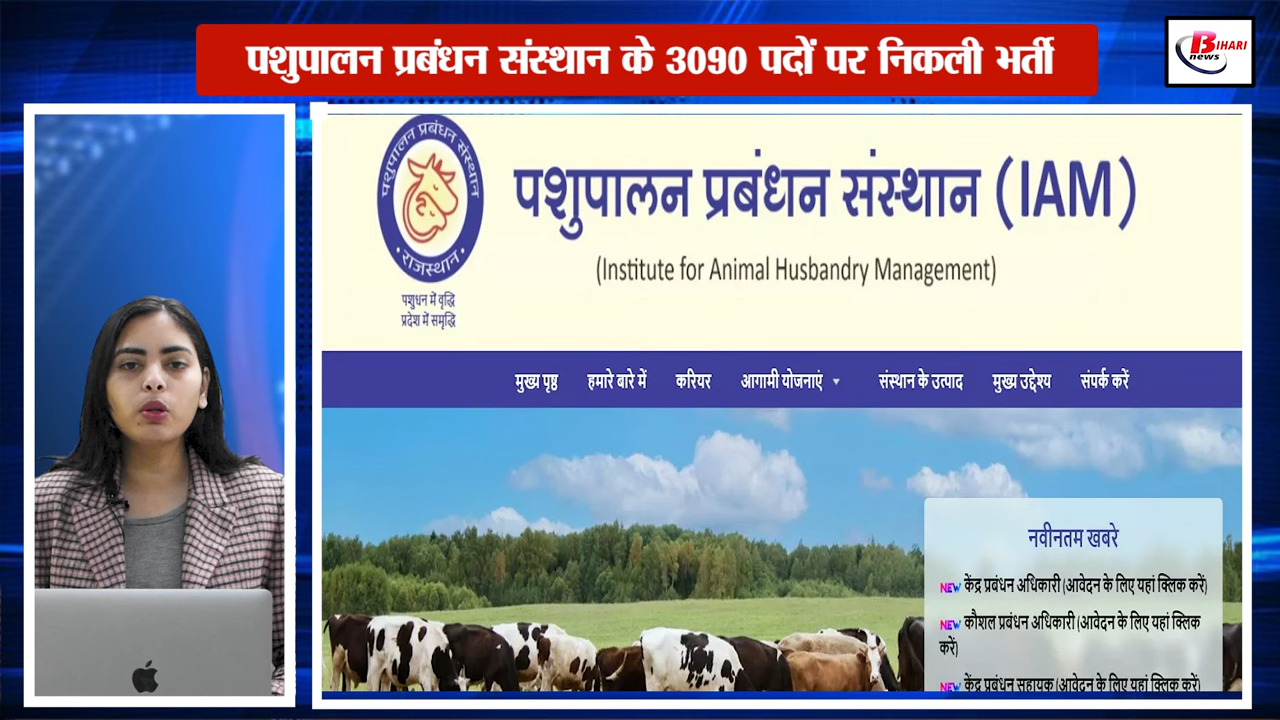 पशुपालन प्रबंधन संस्थान के 3090 पदों पर निकली भर्ती
BIHARI
news
पशुपालन प्रबंधन संस्थान
• राजस्थान •
पशुधन में वृद्धि
प्रदेश में समृद्धि
पशुपालन प्रबंधन संस्थान (IAM)
(Institute for Animal Husbandry Management)
मुख्य पृष्ठ हमारे बारे में करियर आगामी योजनाएं संस्थान के उत्पाद मुख्य उद्देश्य संपर्क करें
नवीनतम खबरे
NEW केंद्र प्रबंधन अधिकारी (आवेदन के लिए यहां क्लिक करें)
NEW कौशल प्रबंधन अधिकारी (आवेदन के लिए यहां क्लिक
करें)
NEW केंद्र प्रबंधन सहायक (आवेदन के लिए यहां क्लिक करें)